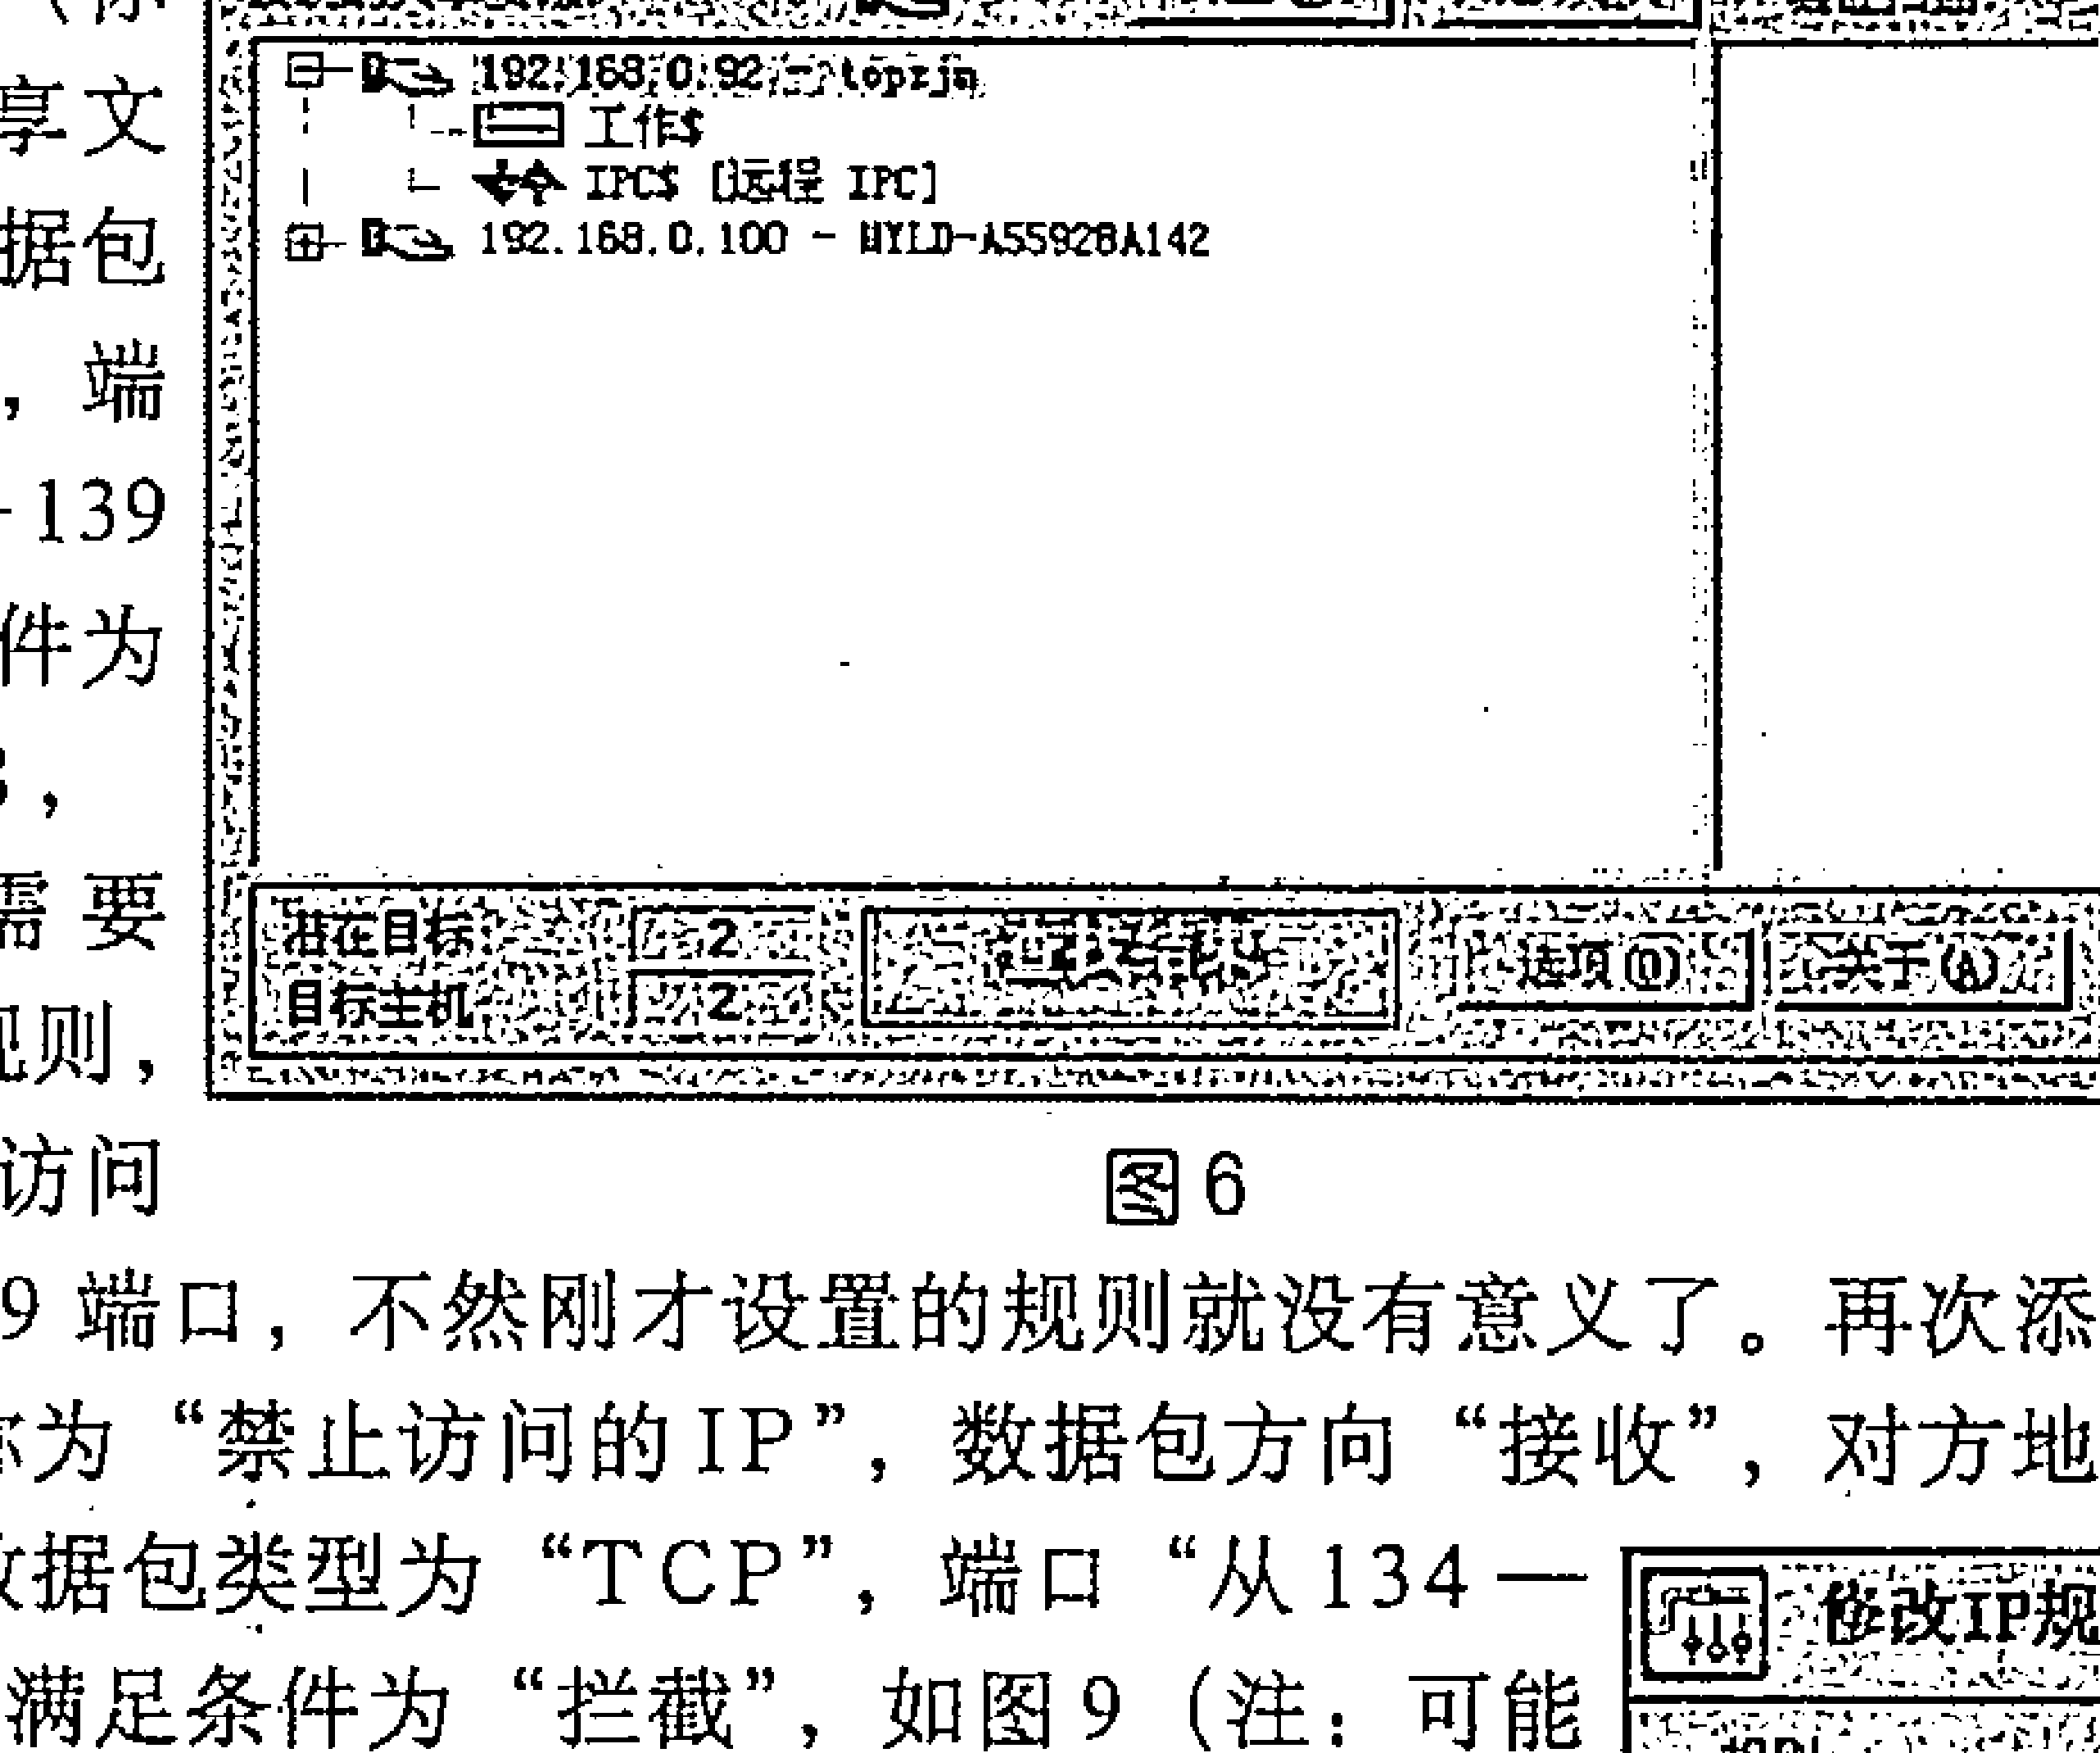 享文
据包
，端
139
件为
，
需要
规则，
访问
192.168.0.92 - topzjm
工作$
IPC$ [远程 IPC]
192.168.0.100 - WYLD-A55928A142
潜在目标 2
目标主机 2
选项(O) 关于(A)
图6
9端口，不然刚才设置的规则就没有意义了。再次添
称为“禁止访问的IP”，数据包方向“接收”，对方地
数据包类型为“TCP”，端口“从134—
满足条件为“拦截”，如图9（注：可能
修改IP规